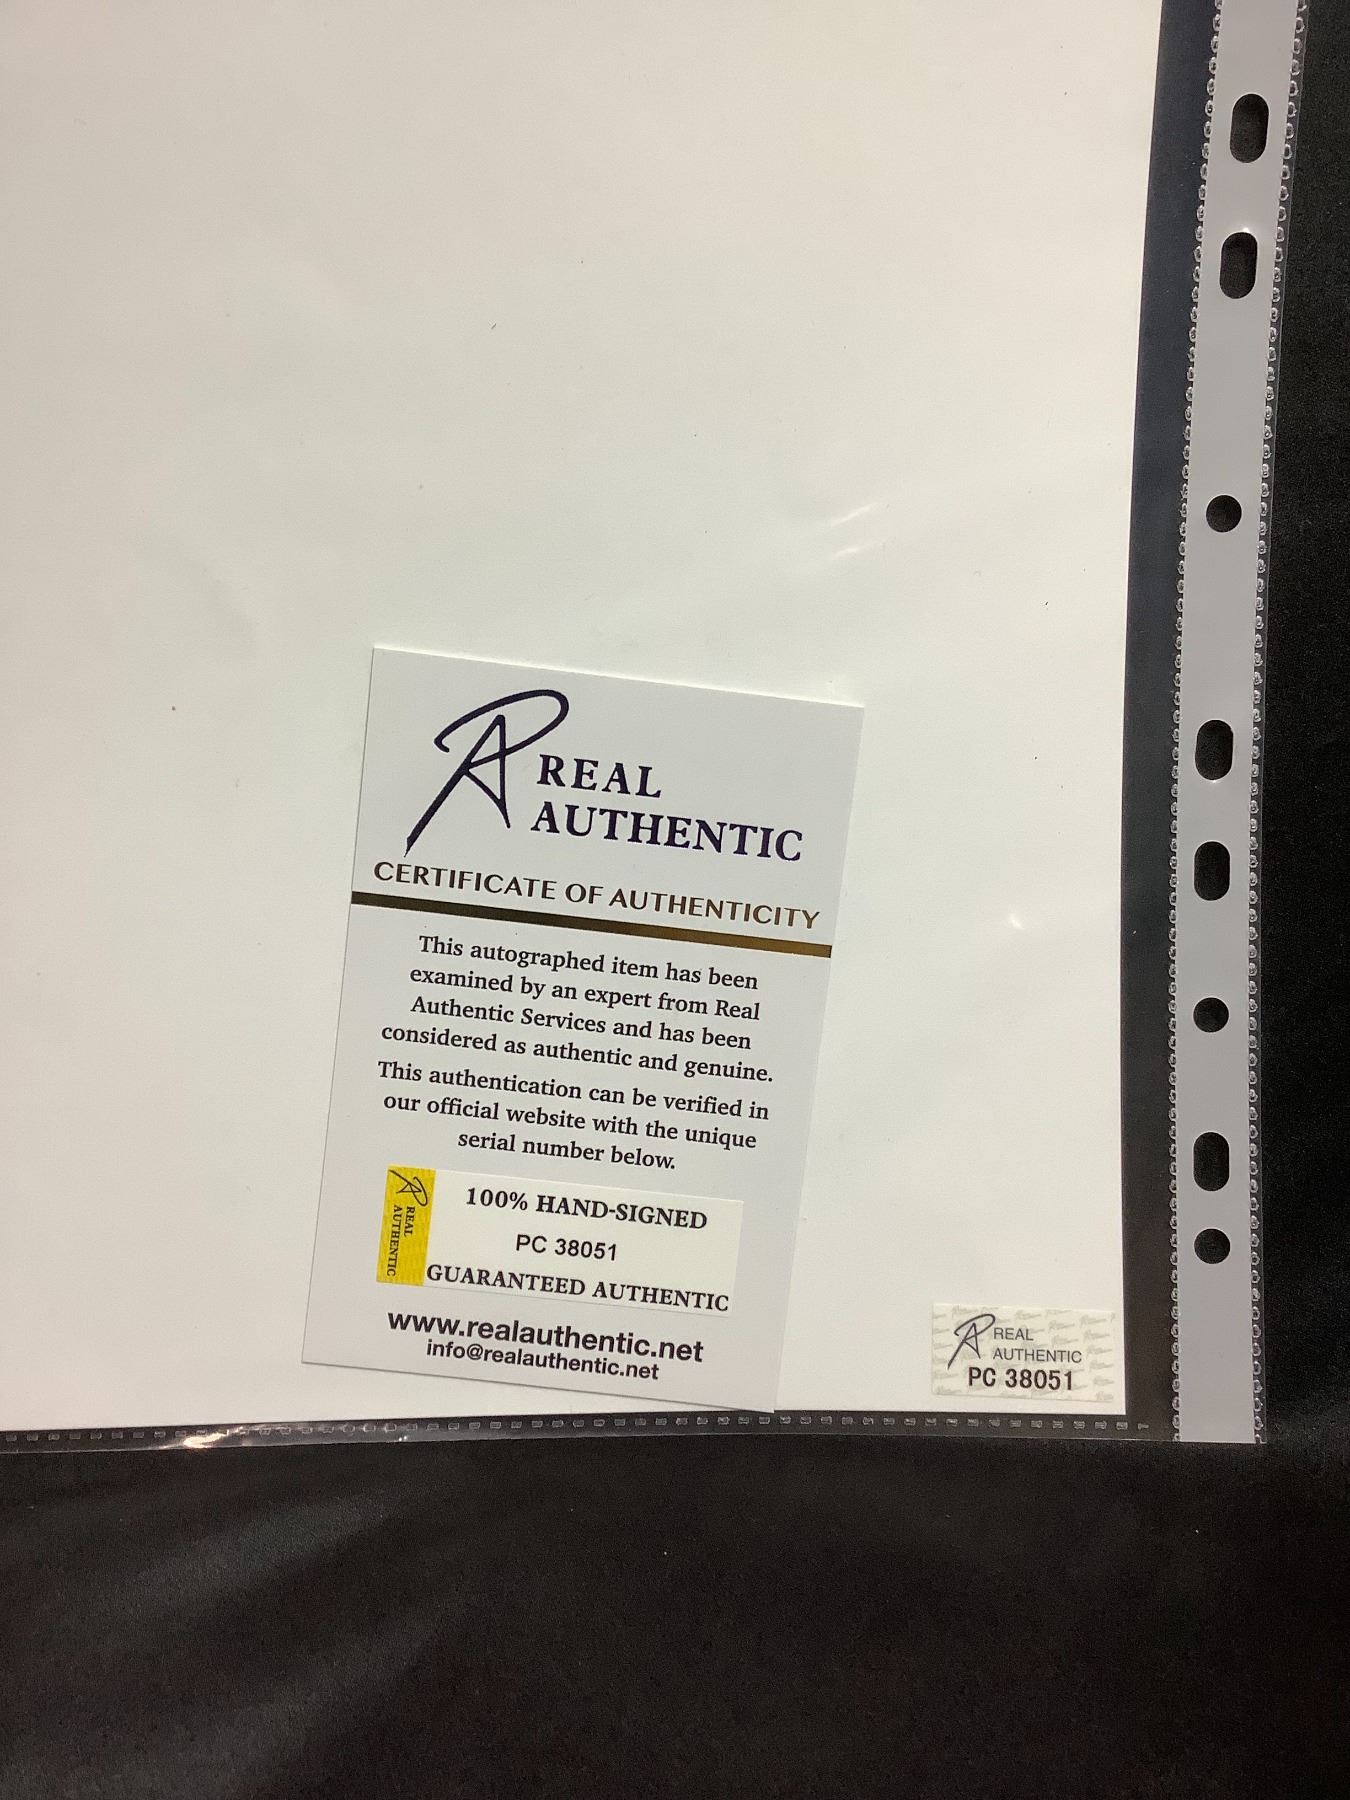 REAL
AUTHENTIC
CERTIFICATE OF AUTHENTICITY
This autographed item has been
examined by an expert from Real
Authentic Services and has been
considered as authentic and genuine.
This authentication can be verified in
our official website with the unique
serial number below.
REAL
AUTHENTIC
100% HAND-SIGNED
PC 38051
GUARANTEED AUTHENTIC
www.realauthentic.net
info@realauthentic.net
REAL
AUTHENTIC
PC 38051